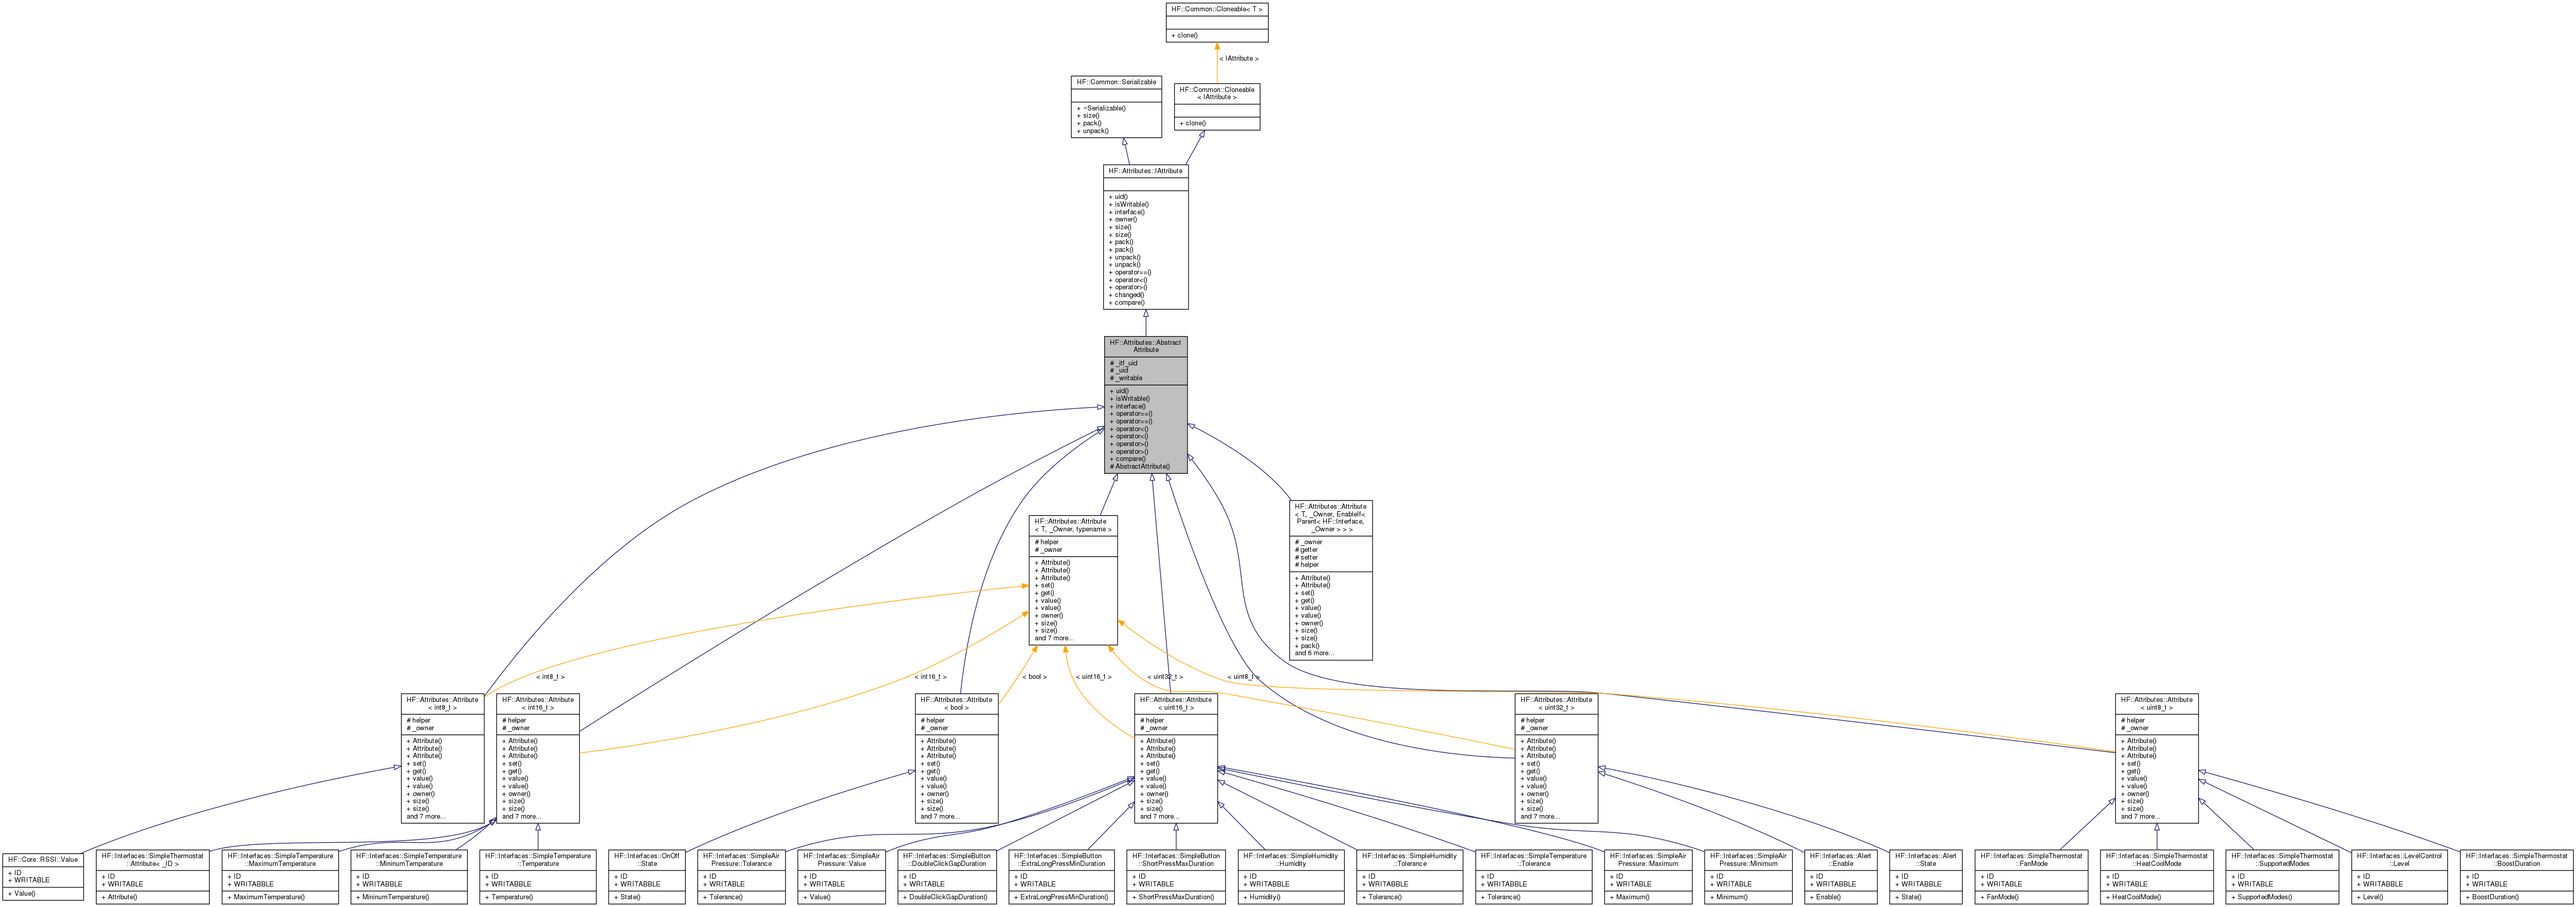 HF::Common::Cloneable< T >
+ clone()
< IAttribute >
HF::Common::Serializable
+ ~Serializable()
+ size()
+ pack()
+ unpack()
HF::Common::Cloneable
< IAttribute >
+ clone()
HF::Attributes::IAttribute
+ uid()
+ isWritable()
+ interface()
+ owner()
+ size()
+ size()
+ pack()
+ pack()
+ unpack()
+ unpack()
+ operator==()
+ operator<()
+ operator>()
+ changed()
+ compare()
HF::Attributes::Abstract
Attribute
# _itf_uid
# _uid
# _writable
+ uid()
+ isWritable()
+ interface()
+ operator==()
+ operator==()
+ operator<()
+ operator<()
+ operator>()
+ operator>()
+ compare()
# AbstractAttribute()
HF::Attributes::Attribute
< T, _Owner, typename >
# helper
# _owner
+ Attribute()
+ Attribute()
+ Attribute()
+ set()
+ get()
+ value()
+ value()
+ owner()
+ size()
+ size()
and 7 more...
HF::Attributes::Attribute
< T, _Owner, EnableIf<
Parent< HF::Interface,
_Owner > > >
# _owner
# getter
# setter
# helper
+ Attribute()
+ Attribute()
+ set()
+ get()
+ value()
+ value()
+ owner()
+ size()
+ size()
+ pack()
and 6 more...
< int8_t >
< int16_t >
< bool >
< uint16_t >
< uint32_t >
< uint8_t >
HF::Attributes::Attribute
< int8_t >
# helper
# _owner
+ Attribute()
+ Attribute()
+ Attribute()
+ set()
+ get()
+ value()
+ value()
+ owner()
+ size()
+ size()
and 7 more...
HF::Attributes::Attribute
< int16_t >
# helper
# _owner
+ Attribute()
+ Attribute()
+ Attribute()
+ set()
+ get()
+ value()
+ value()
+ owner()
+ size()
+ size()
and 7 more...
HF::Attributes::Attribute
< bool >
# helper
# _owner
+ Attribute()
+ Attribute()
+ Attribute()
+ set()
+ get()
+ value()
+ value()
+ owner()
+ size()
+ size()
and 7 more...
HF::Attributes::Attribute
< uint16_t >
# helper
# _owner
+ Attribute()
+ Attribute()
+ Attribute()
+ set()
+ get()
+ value()
+ value()
+ owner()
+ size()
+ size()
and 7 more...
HF::Attributes::Attribute
< uint32_t >
# helper
# _owner
+ Attribute()
+ Attribute()
+ Attribute()
+ set()
+ get()
+ value()
+ value()
+ owner()
+ size()
+ size()
and 7 more...
HF::Attributes::Attribute
< uint8_t >
# helper
# _owner
+ Attribute()
+ Attribute()
+ Attribute()
+ set()
+ get()
+ value()
+ value()
+ owner()
+ size()
+ size()
and 7 more...
HF::Core::RSSI::Value
+ ID
+ WRITABLE
+ Value()
HF::Interfaces::SimpleThermostat
::Attribute< _ID >
+ ID
+ WRITABLE
+ Attribute()
HF::Interfaces::SimpleTemperature
::MaximumTemperature
+ ID
+ WRITABBLE
+ MaximumTemperature()
HF::Interfaces::SimpleTemperature
::MininumTemperature
+ ID
+ WRITABBLE
+ MininumTemperature()
HF::Interfaces::SimpleTemperature
::Temperature
+ ID
+ WRITABBLE
+ Temperature()
HF::Interfaces::OnOff
::State
+ ID
+ WRITABBLE
+ State()
HF::Interfaces::SimpleAir
Pressure::Tolerance
+ ID
+ WRITABLE
+ Tolerance()
HF::Interfaces::SimpleAir
Pressure::Value
+ ID
+ WRITABLE
+ Value()
HF::Interfaces::SimpleButton
::DoubleClickGapDuration
+ ID
+ WRITABLE
+ DoubleClickGapDuration()
HF::Interfaces::SimpleButton
::ExtraLongPressMinDuration
+ ID
+ WRITABLE
+ ExtraLongPressMinDuration()
HF::Interfaces::SimpleButton
::ShortPressMaxDuration
+ ID
+ WRITABLE
+ ShortPressMaxDuration()
HF::Interfaces::SimpleHumidity
::Humidity
+ ID
+ WRITABBLE
+ Humidity()
HF::Interfaces::SimpleHumidity
::Tolerance
+ ID
+ WRITABBLE
+ Tolerance()
HF::Interfaces::SimpleTemperature
::Tolerance
+ ID
+ WRITABBLE
+ Tolerance()
HF::Interfaces::SimpleAir
Pressure::Maximum
+ ID
+ WRITABLE
+ Maximum()
HF::Interfaces::SimpleAir
Pressure::Minimum
+ ID
+ WRITABLE
+ Minimum()
HF::Interfaces::Alert
::Enable
+ ID
+ WRITABBLE
+ Enable()
HF::Interfaces::Alert
::State
+ ID
+ WRITABBLE
+ State()
HF::Interfaces::SimpleThermostat
::FanMode
+ ID
+ WRITABLE
+ FanMode()
HF::Interfaces::SimpleThermostat
::HeatCoolMode
+ ID
+ WRITABLE
+ HeatCoolMode()
HF::Interfaces::SimpleThermostat
::SupportedModes
+ ID
+ WRITABLE
+ SupportedModes()
HF::Interfaces::LevelControl
::Level
+ ID
+ WRITABBLE
+ Level()
HF::Interfaces::SimpleThermostat
::BoostDuration
+ ID
+ WRITABLE
+ BoostDuration()